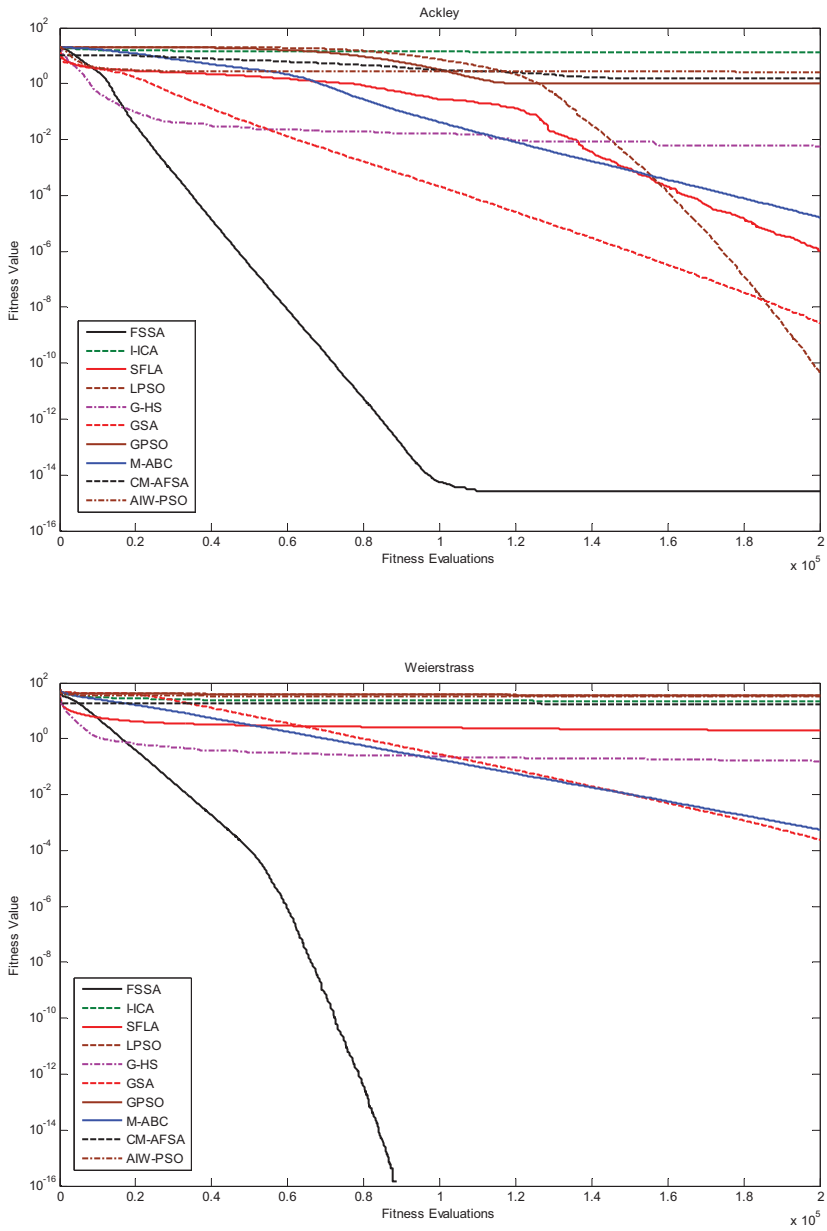 Ackley
10^2
10^0
10^-2
10^-4
10^-6
10^-8
10^-10
10^-12
10^-14
10^-16
Fitness Value
FSSA
I-ICA
SFLA
LPSO
G-HS
GSA
GPSO
M-ABC
CM-AFSA
AIW-PSO
0 0.2 0.4 0.6 0.8 1 1.2 1.4 1.6 1.8 2
Fitness Evaluations
x 10^5
Weierstrass
10^2
10^0
10^-2
10^-4
10^-6
10^-8
10^-10
10^-12
10^-14
10^-16
Fitness Value
FSSA
I-ICA
SFLA
LPSO
G-HS
GSA
GPSO
M-ABC
CM-AFSA
AIW-PSO
0 0.2 0.4 0.6 0.8 1 1.2 1.4 1.6 1.8 2
Fitness Evaluations
x 10^5